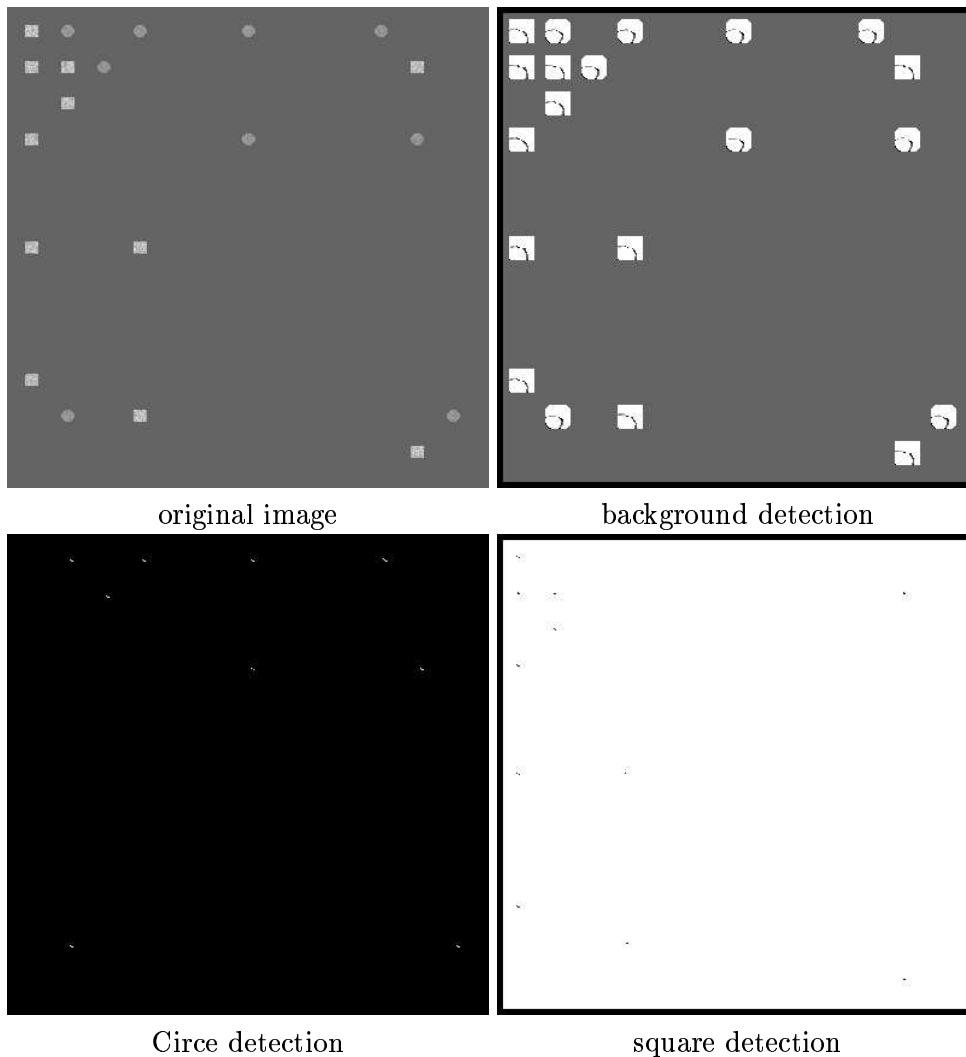 original image
background detection
Circe detection
square detection